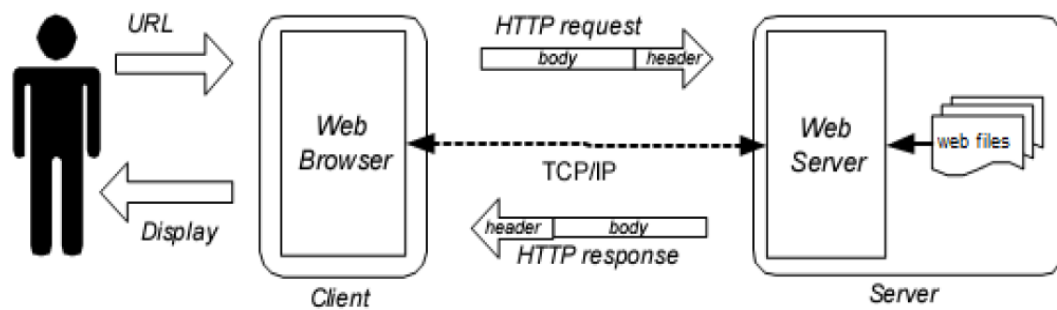 URL
HTTP request
body header
Web
Browser
Web
Server
web files
TCP/IP
header body
HTTP response
Display
Client
Server